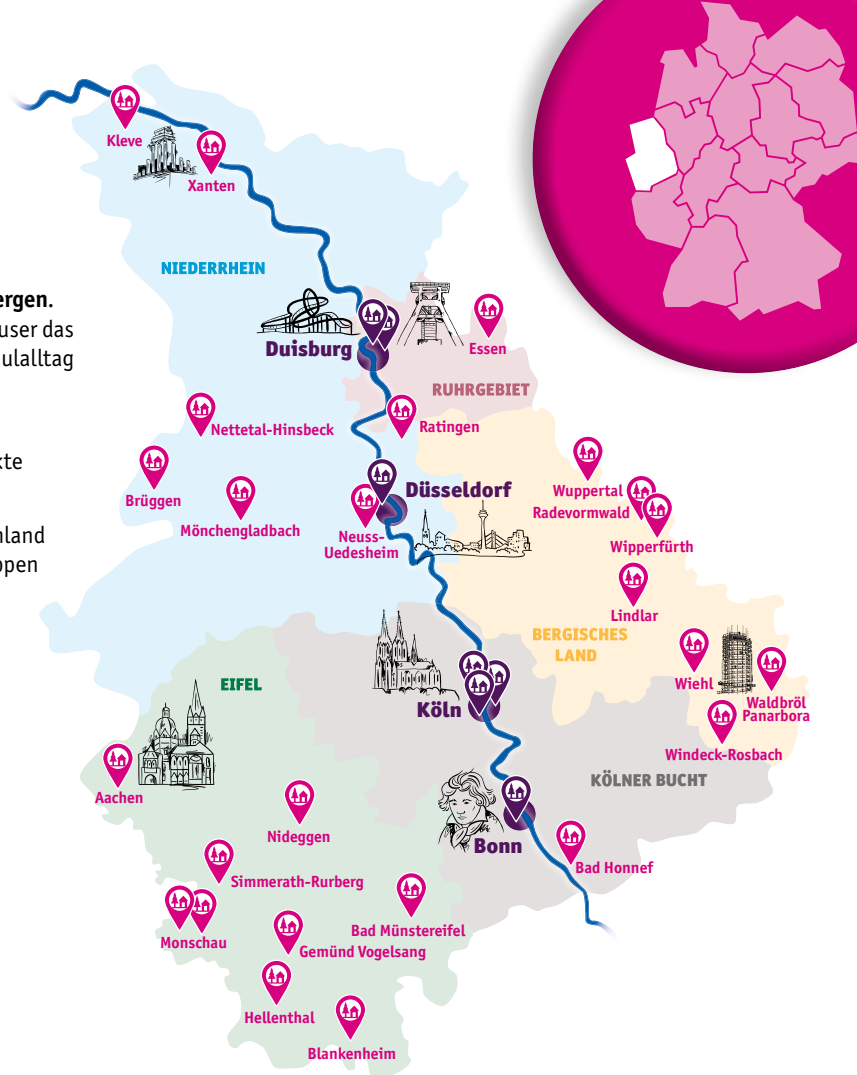 Kleve
Xanten
NIEDERRHEIN
ergen.
user das
ulalltag
Duisburg
Essen
RUHRGEBIET
Nettetal-Hinsbeck
Ratingen
kte
Brüggen
Düsseldorf
Wuppertal
Radevormwald
Mönchengladbach
Neuss-
Uedesheim
nland
ppen
Wipperfürth
Lindlar
BERGISCHES
LAND
EIFEL
Köln
Wiehl
Waldbröl
Panarbora
Windeck-Rosbach
KÖLNER BUCHT
Aachen
Nideggen
Bonn
Bad Honnef
Simmerath-Rurberg
Monschau
Bad Münstereifel
Gemünd Vogelsang
Hellenthal
Blankenheim